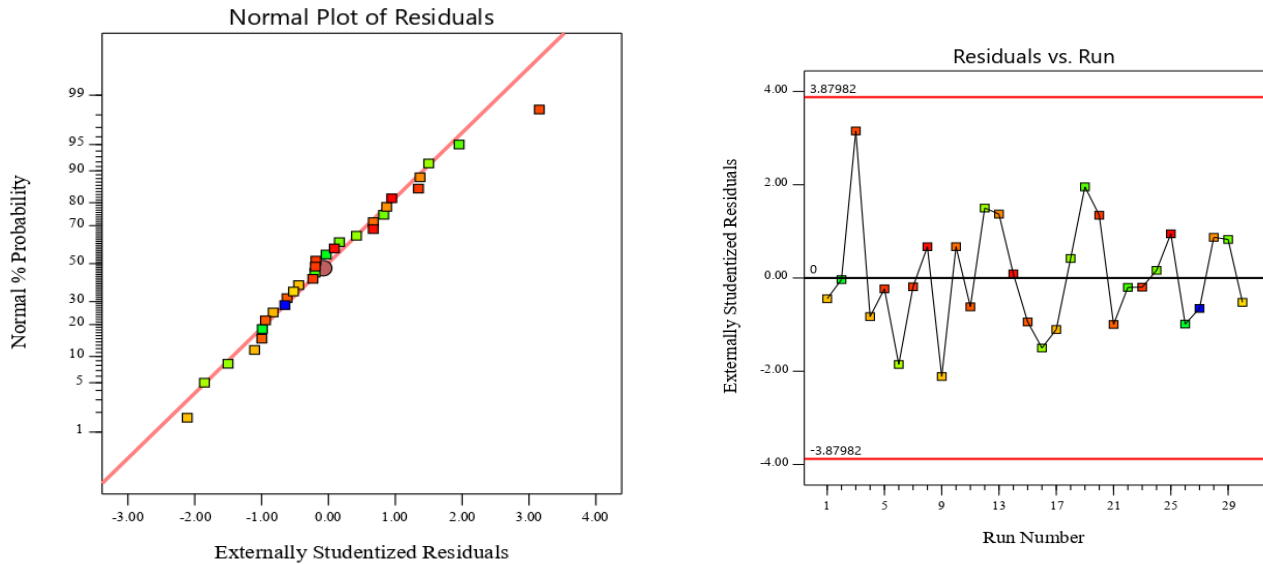 Normal Plot of Residuals
Normal % Probability
99
95
90
80
70
50
30
20
10
5
1
-3.00 -2.00 -1.00 0.00 1.00 2.00 3.00 4.00
Externally Studentized Residuals
Residuals vs. Run
Externally Studentized Residuals
4.00
3.87982
2.00
0.00
0
-2.00
-3.87982
-4.00
1 5 9 13 17 21 25 29
Run Number